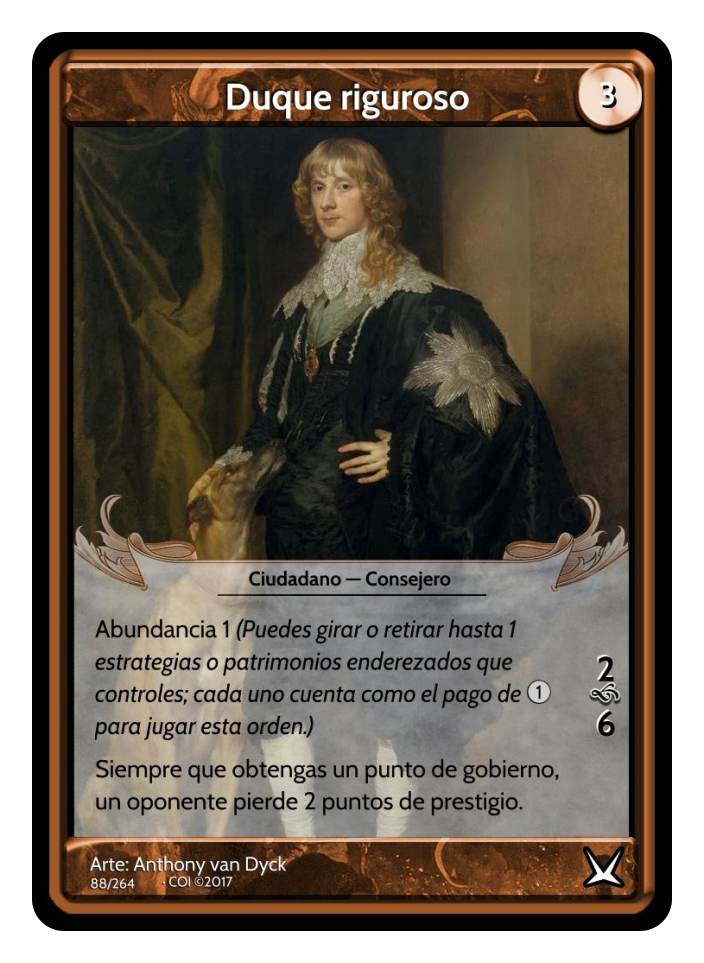 Duque riguroso
3
Ciudadano — Consejero
Abundancia 1 (Puedes girar o retirar hasta 1
estrategias o patrimonios enderezados que
controles; cada uno cuenta como el pago de 1
para jugar esta orden.)
Siempre que obtengas un punto de gobierno,
un oponente pierde 2 puntos de prestigio.
2
6
Arte: Anthony van Dyck
88/264 · COI ©2017